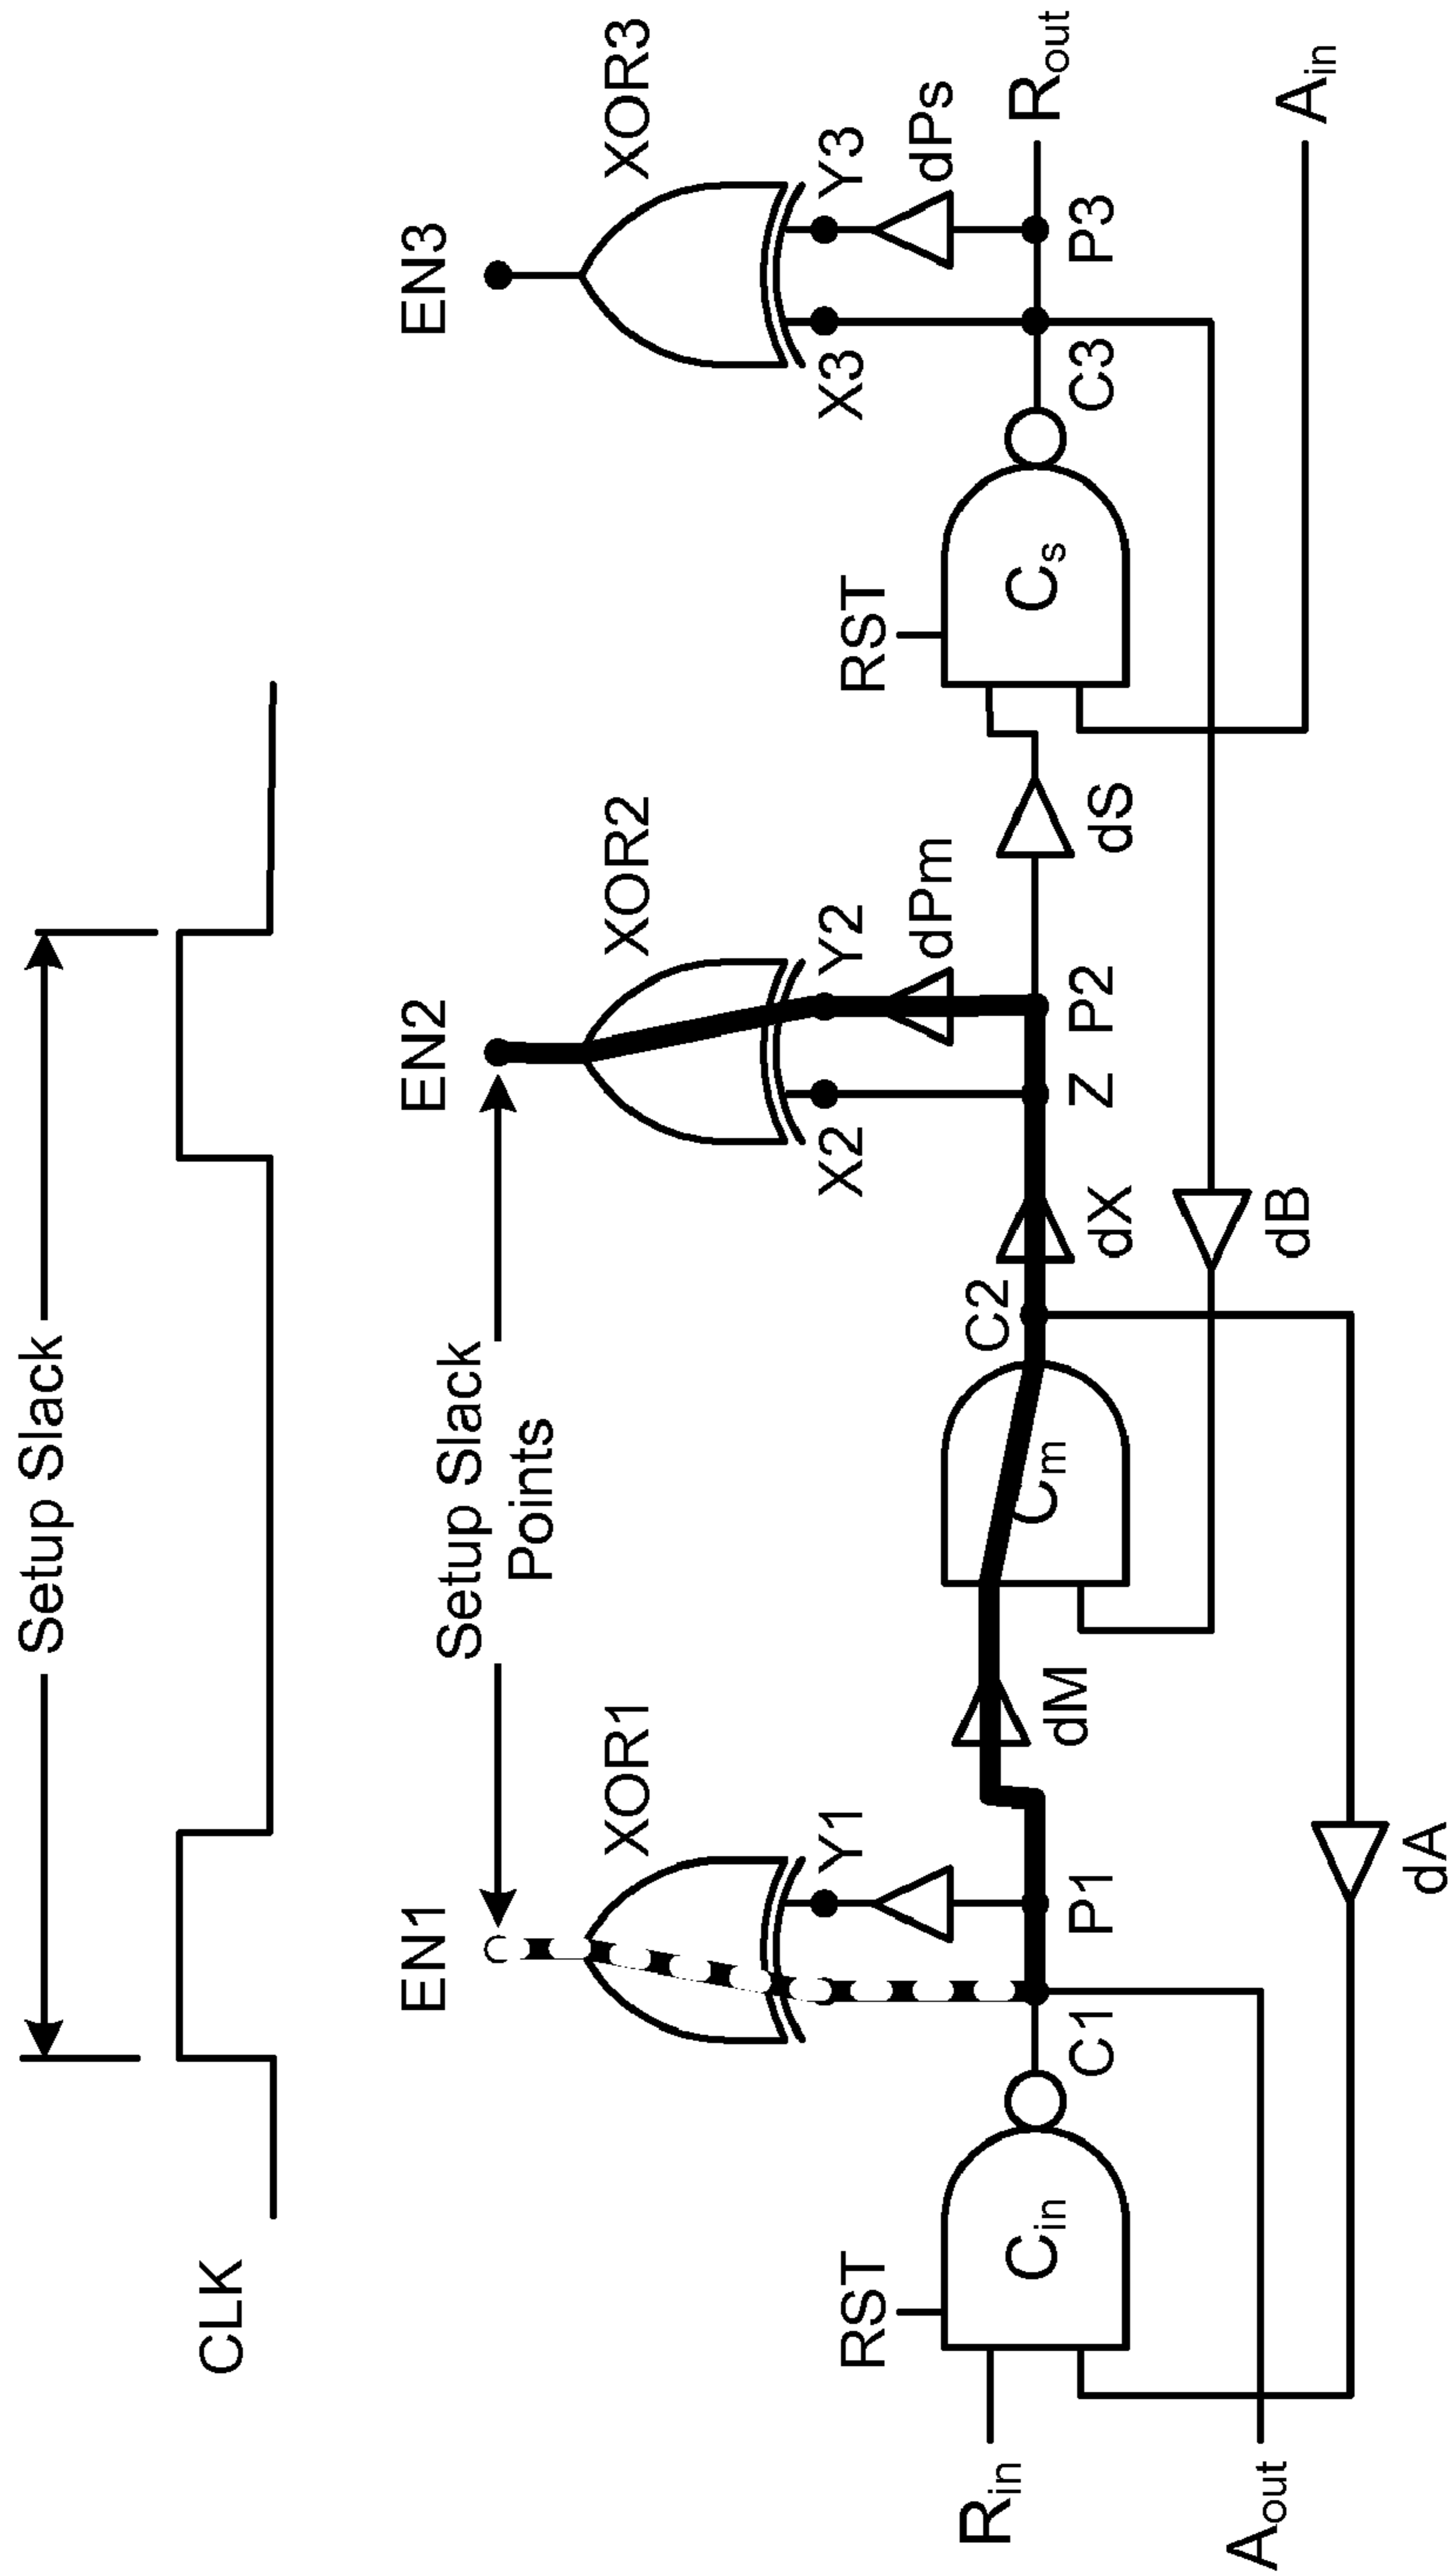 Setup Slack
CLK
Setup Slack
Points
EN1
EN2
EN3
XOR1
XOR2
XOR3
Y1
X2
Y2
X3
Y3
RST
RST
dPm
dPs
Rin
Cin
C1
P1
dM
Cm
C2
dX
Z
P2
dS
Cs
C3
P3
Rout
Aout
dA
dB
Ain